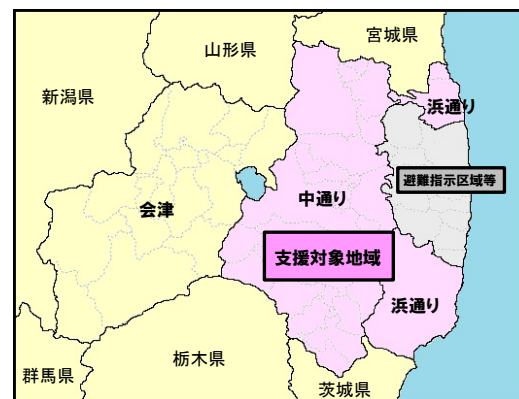 宮城県
山形県
新潟県
浜通り
避難指示区域等
会津
中通り
支援対象地域
浜通り
栃木県
群馬県
茨城県